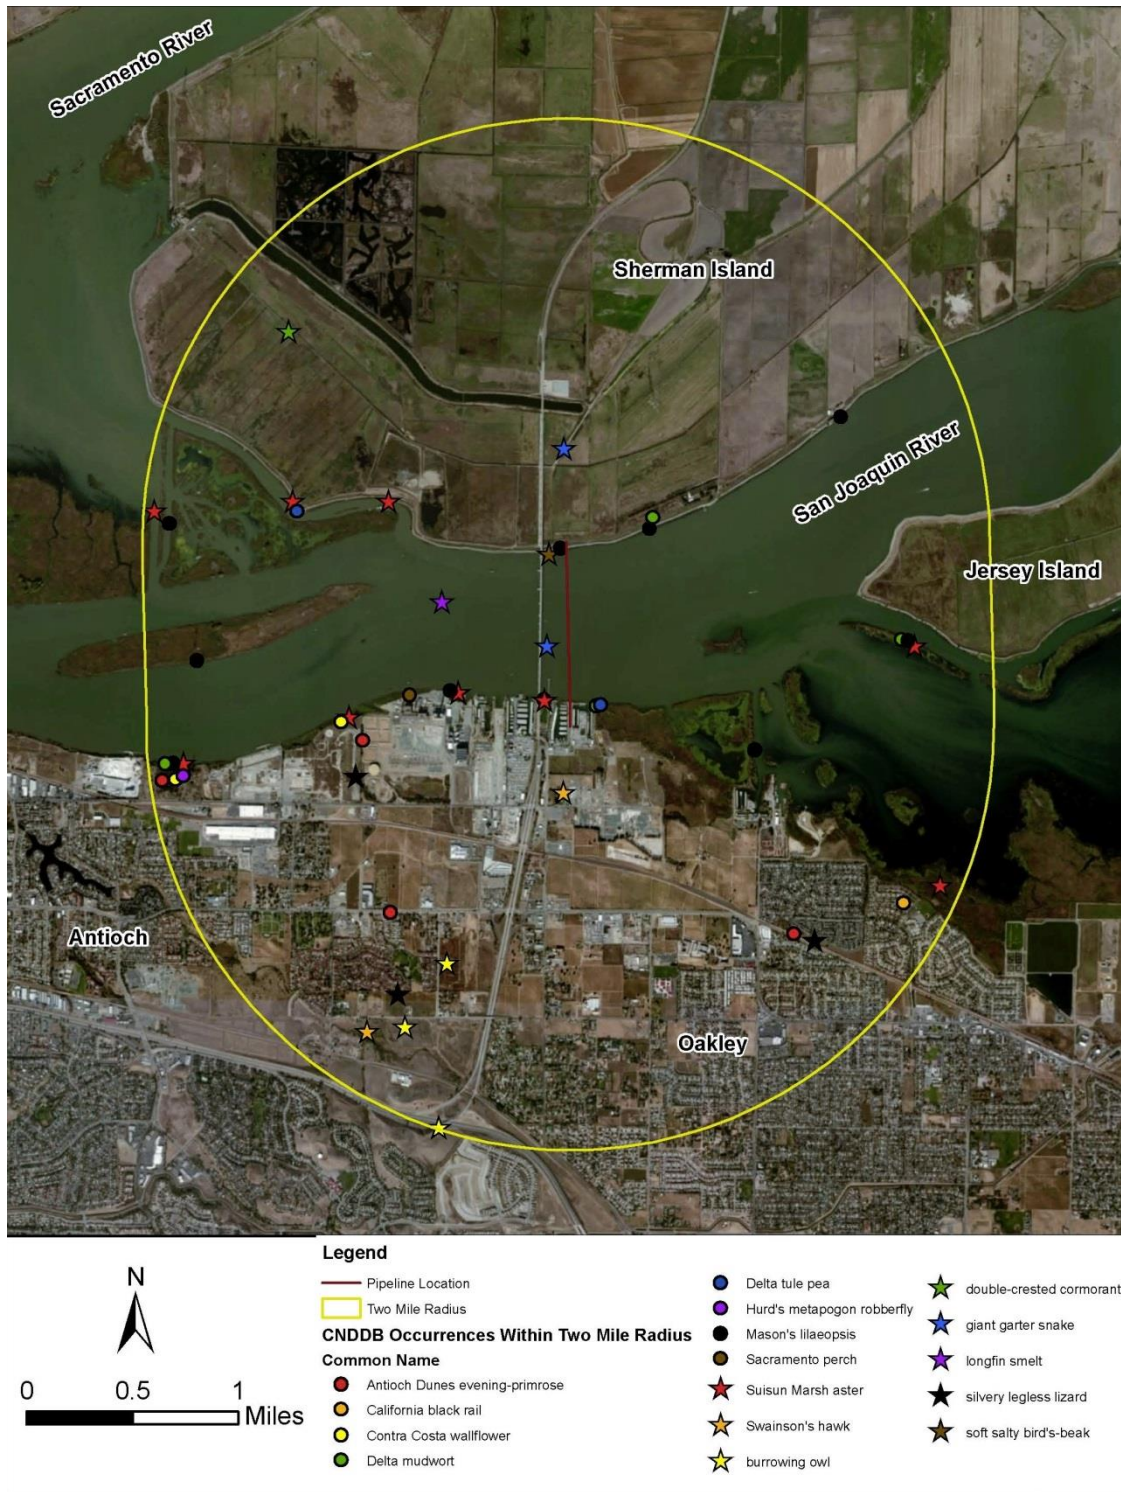 Sacramento River
Sherman Island
San Joaquin River
Jersey Island
Antioch
Oakley
N
0 0.5 1
Miles
Legend
Pipeline Location
Two Mile Radius
CNDDB Occurrences Within Two Mile Radius
Common Name
Antioch Dunes evening-primrose
California black rail
Contra Costa wallflower
Delta mudwort
Delta tule pea
Hurd's metapogon robberfly
Mason's lilaeopsis
Sacramento perch
Suisun Marsh aster
Swainson's hawk
burrowing owl
double-crested cormorant
giant garter snake
longfin smelt
silvery legless lizard
soft salty bird's-beak